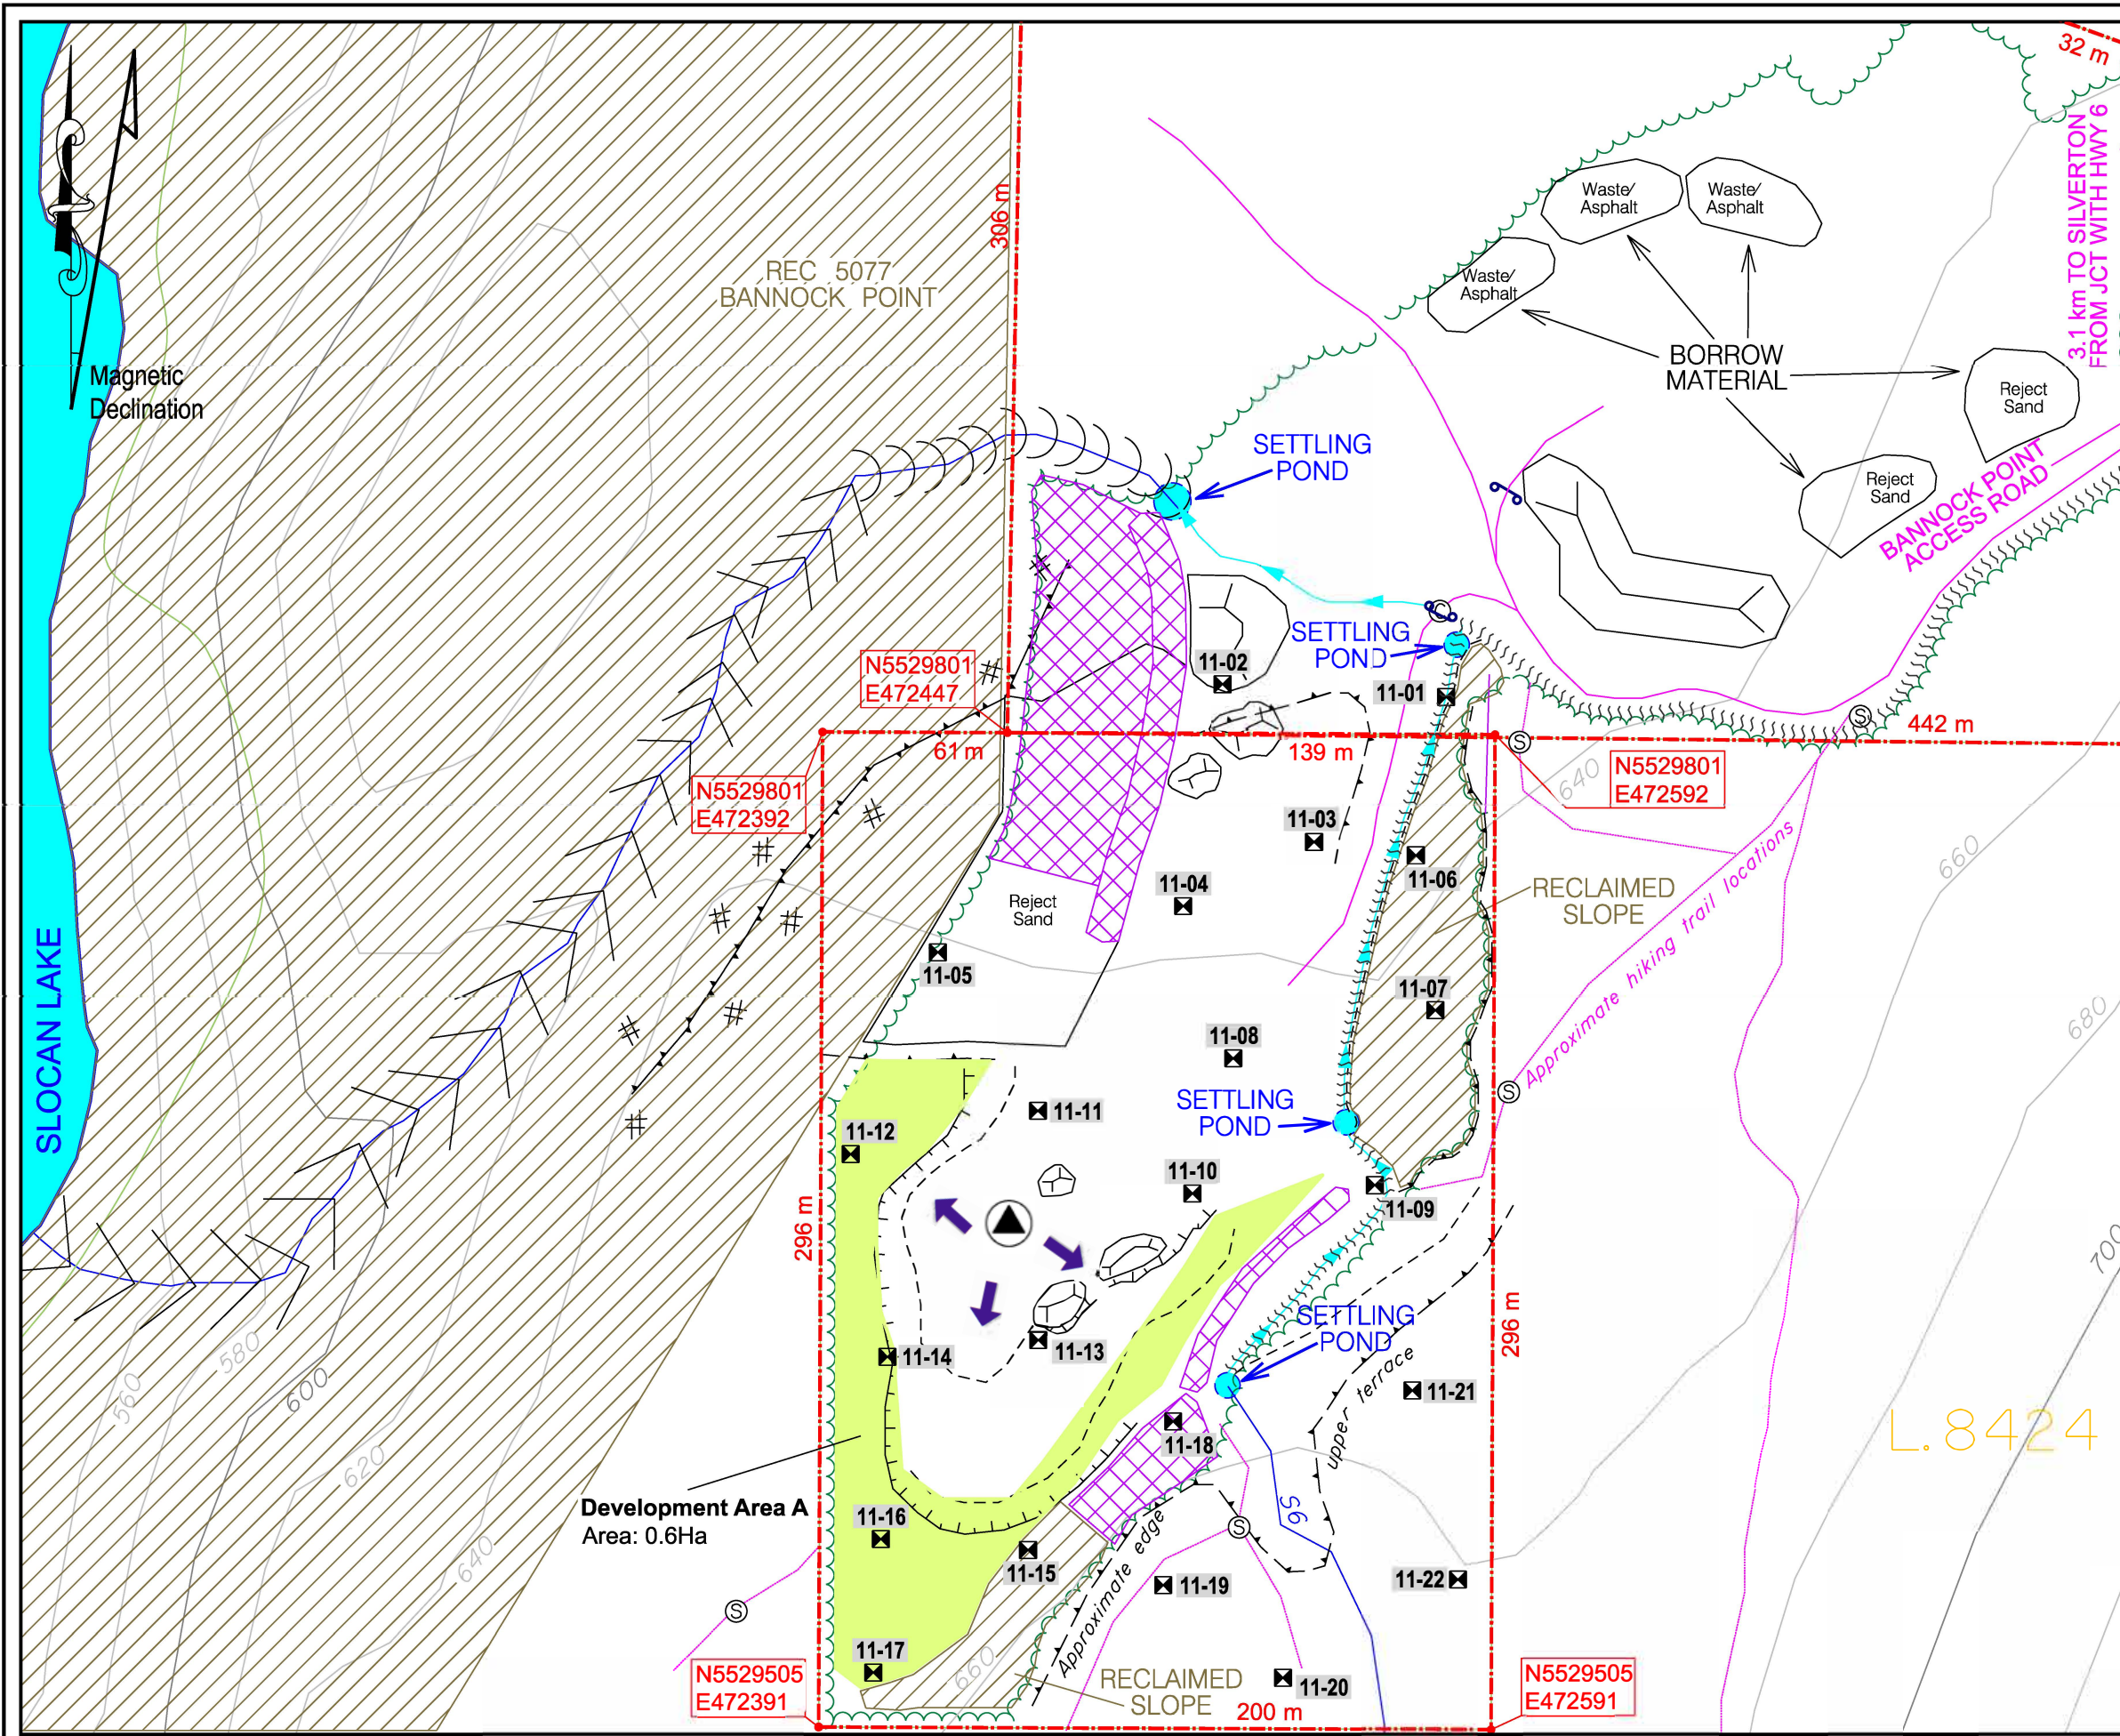 32 m
3.1 km TO SILVERTON
FROM JCT WITH HWY 6
306 m
Waste/
Asphalt
Waste/
Asphalt
Waste/
Asphalt
REC 5077
BANNOCK POINT
BORROW
MATERIAL
Magnetic
Declination
Reject
Sand
Reject
Sand
BANNOCK POINT
ACCESS ROAD
SETTLING
POND
SETTLING
POND
11-02
11-01
N5529801
E472447
61 m
139 m
442 m
N5529801
E472392
N5529801
E472592
640
660
11-03
11-04
11-06
RECLAIMED
SLOPE
Reject
Sand
11-05
11-07
Approximate hiking trail locations
680
SLOCAN LAKE
11-08
SETTLING
POND
11-11
11-12
11-10
11-09
296 m
700
SETTLING
POND
296 m
11-13
11-14
upper terrace
11-21
560
580
600
620
640
L.8424
11-18
Development Area A
Area: 0.6Ha
11-16
11-15
S6
Approximate edge
11-19
11-22
S
S
S
S
S
C
11-17
660
RECLAIMED
SLOPE
11-20
N5529505
E472391
200 m
N5529505
E472591